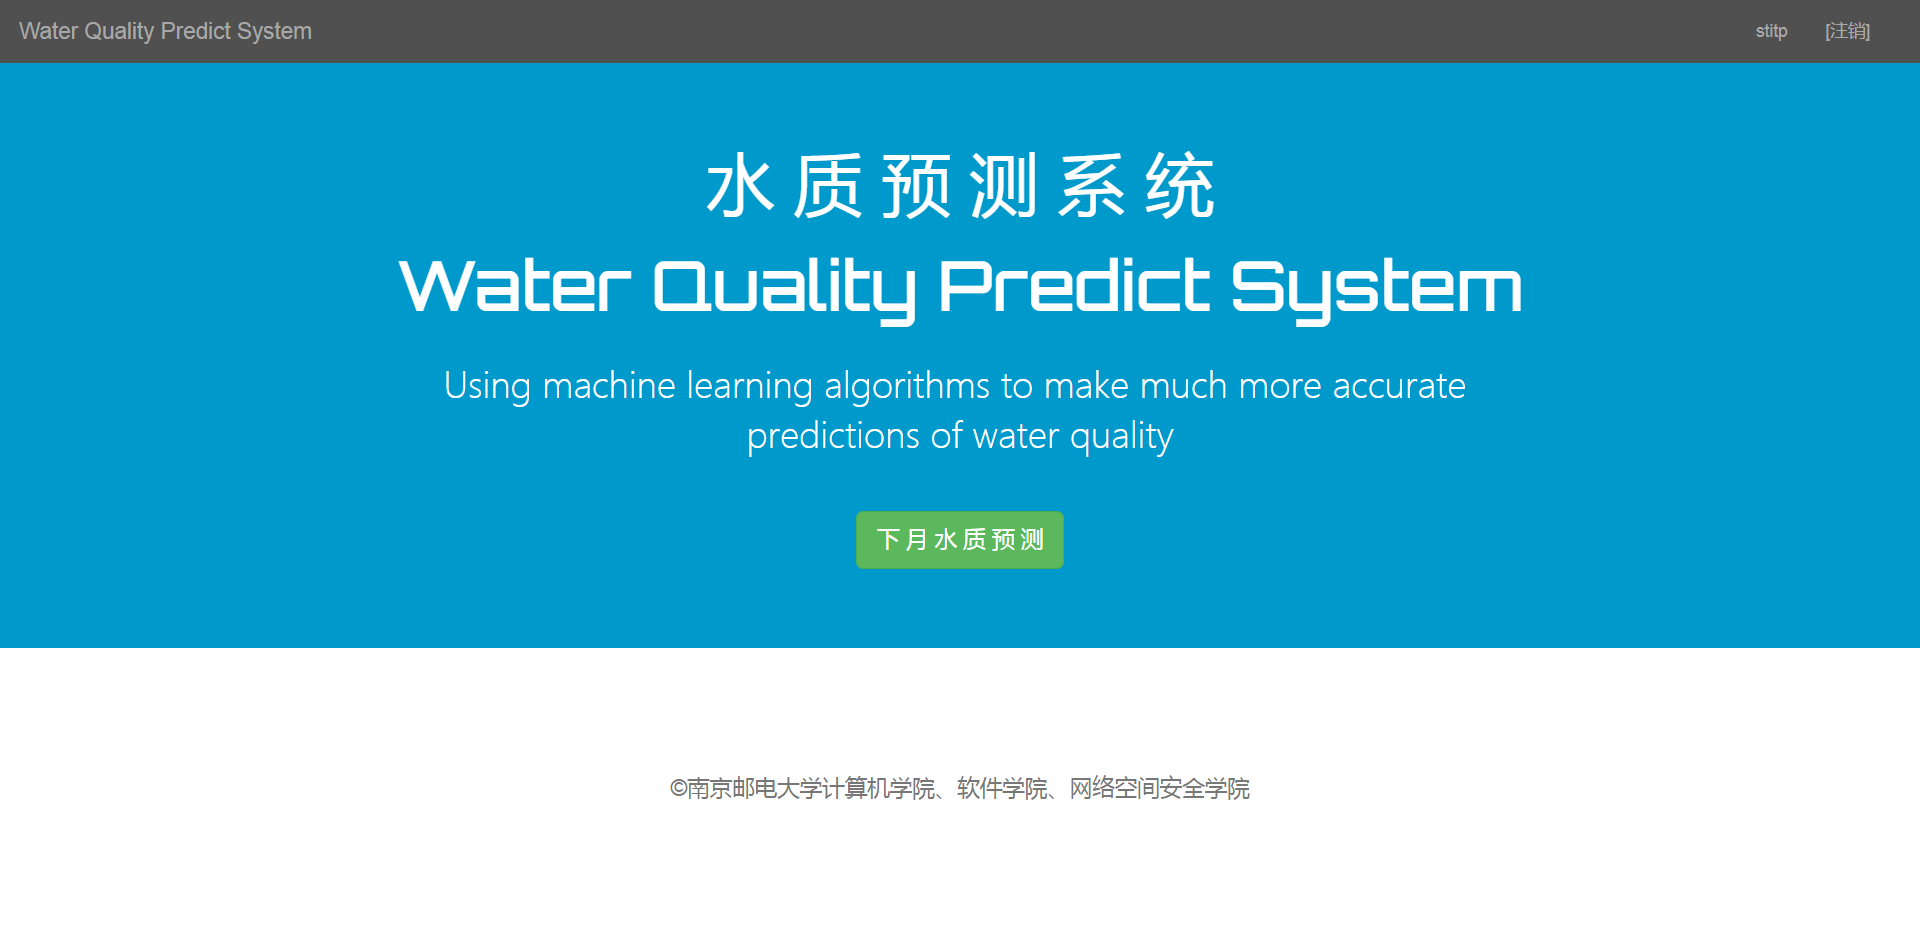 Water Quality Predict System
stitp
[注销]
水质预测系统
Water Quality Predict System
Using machine learning algorithms to make much more accurate
predictions of water quality
下月水质预测
©南京邮电大学计算机学院、软件学院、网络空间安全学院